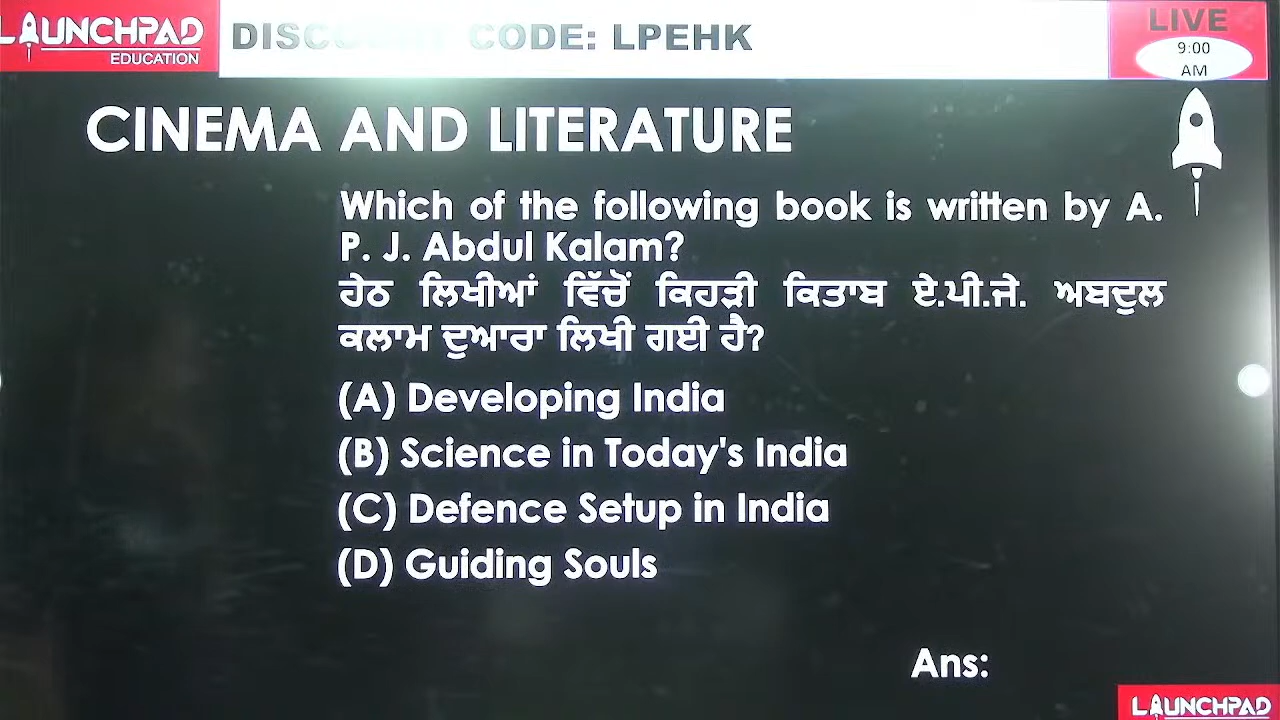 LAUNCHPAD
EDUCATION
DISCOUNT CODE: LPEHK
LIVE
9:00
AM
CINEMA AND LITERATURE
Which of the following book is written by A.
P. J. Abdul Kalam?
ਹੇਠ ਲਿਖੀਆਂ ਵਿੱਚੋਂ ਕਿਹੜੀ ਕਿਤਾਬ ਏ.ਪੀ.ਜੇ. ਅਬਦੁਲ
ਕਲਾਮ ਦੁਆਰਾ ਲਿਖੀ ਗਈ ਹੈ?
(A) Developing India
(B) Science in Today's India
(C) Defence Setup in India
(D) Guiding Souls
Ans:
LAUNCHPAD